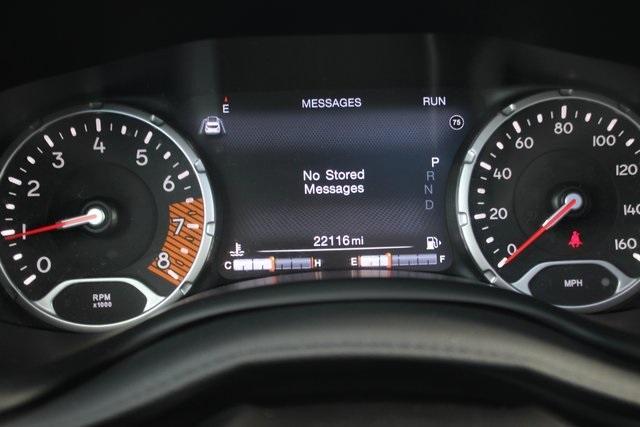 E MESSAGES RUN
75
No Stored
Messages
P
R
N
D
22116 mi
C H E F
0 1 2 3 4 5 6 7 8
RPM
x1000
0 20 40 60 80 100 120 140 160
MPH